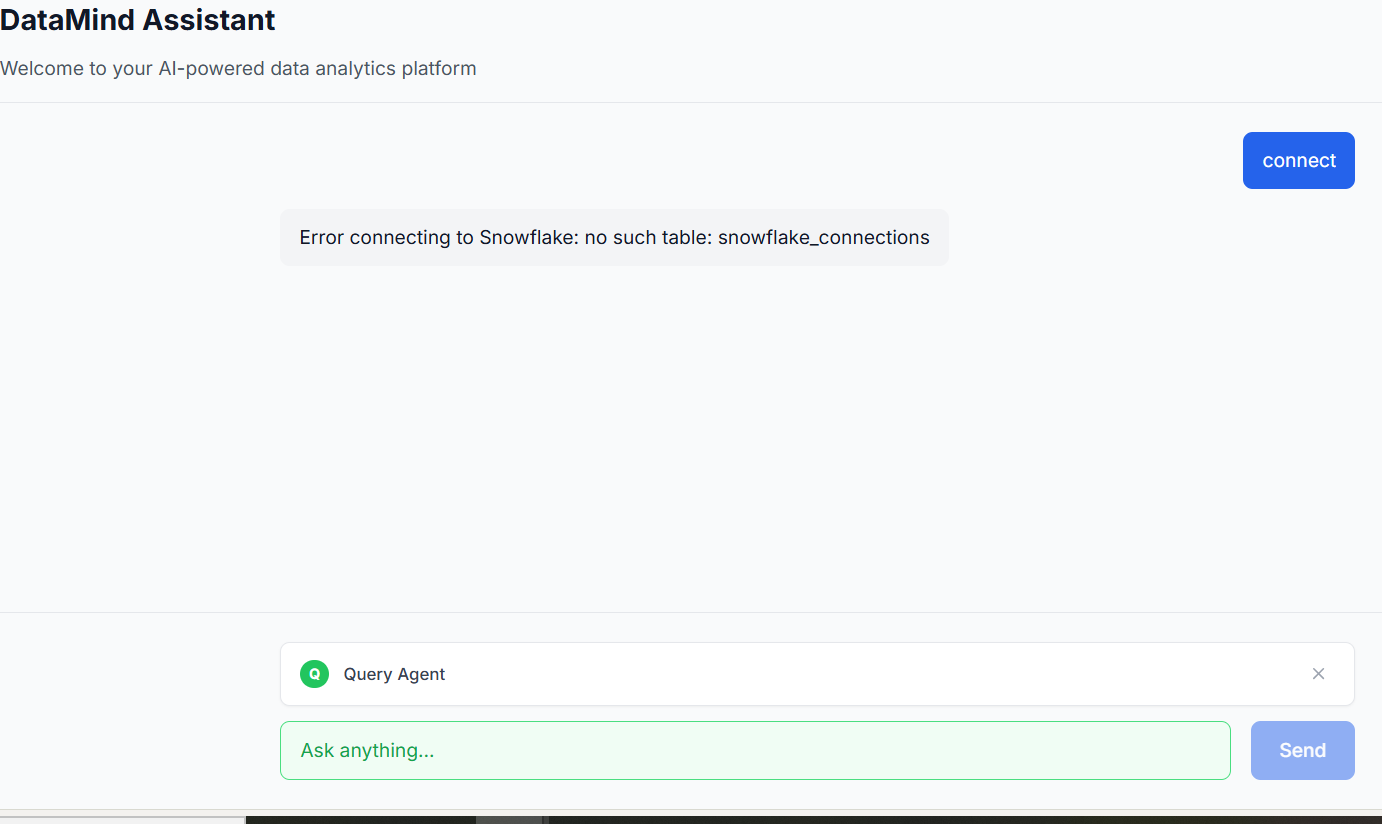 DataMind Assistant
Welcome to your AI-powered data analytics platform
connect
Error connecting to Snowflake: no such table: snowflake_connections
Q Query Agent
Ask anything...
Send